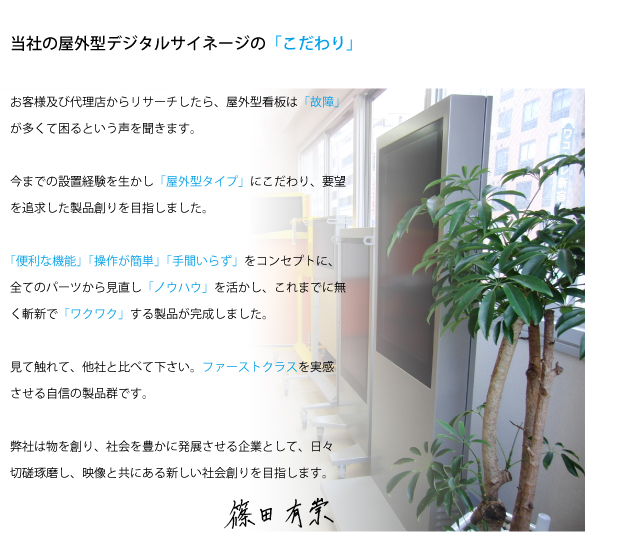 当社の屋外型デジタルサイネージの「こだわり」
お客様及び代理店からリサーチしたら、屋外型看板は「故障」
が多くて困るという声を聞きます。
今までの設置経験を生かし「屋外型タイプ」にこだわり、要望
を追求した製品創りを目指しました。
「便利な機能」「操作が簡単」「手間いらず」をコンセプトに、
全てのパーツから見直し「ノウハウ」を活かし、これまでに無
く斬新で「ワクワク」する製品が完成しました。
見て触れて、他社と比べて下さい。ファーストクラスを実感
させる自信の製品群です。
弊社は物を創り、社会を豊かに発展させる企業として、日々
切磋琢磨し、映像と共にある新しい社会創りを目指します。
篠田 有崇